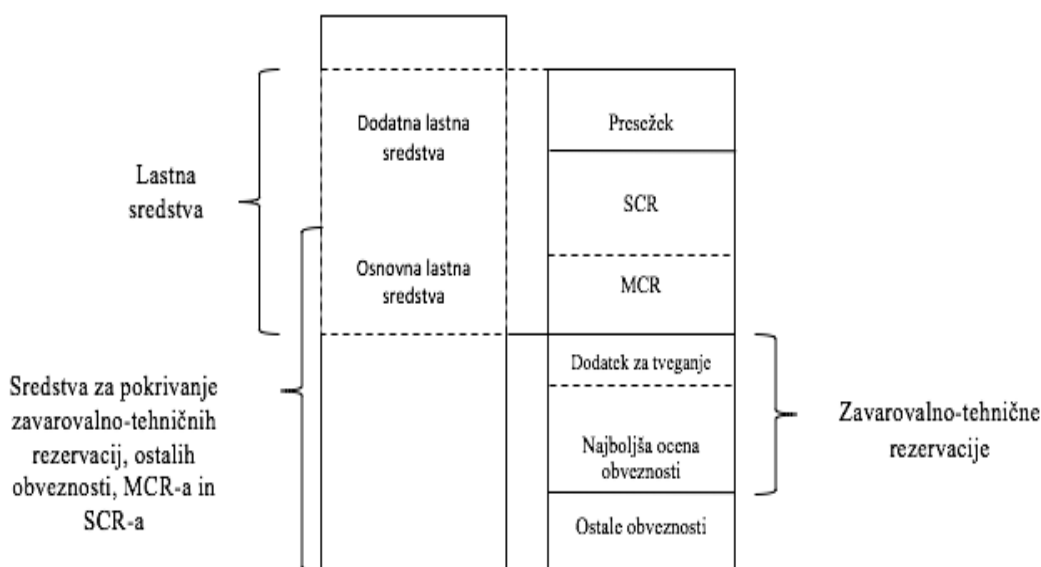 Lastna
sredstva
Sredstva za pokrivanje
zavarovalno-tehničnih
rezervacij, ostalih
obveznosti, MCR-a in
SCR-a
Dodatna lastna
sredstva
Osnovna lastna
sredstva
Presežek
SCR
MCR
Dodatek za tveganje
Najboljša ocena
obveznosti
Ostale obveznosti
Zavarovalno-tehnične
rezervacije